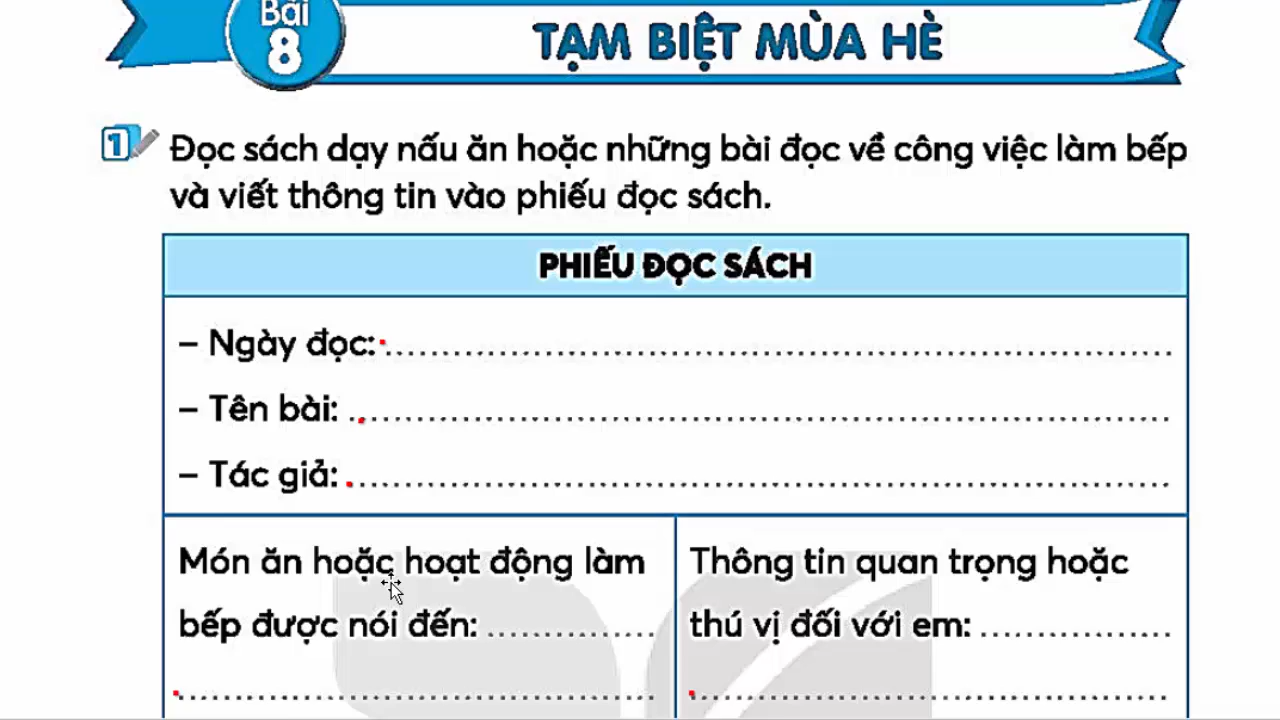 Bài
8
TẠM BIỆT MÙA HÈ
1 Đọc sách dạy nấu ăn hoặc những bài đọc về công việc làm bếp
và viết thông tin vào phiếu đọc sách.
PHIẾU ĐỌC SÁCH
– Ngày đọc: ................................................................
– Tên bài: ................................................................
– Tác giả: ................................................................
Món ăn hoặc hoạt động làm
bếp được nói đến: ...............
................................................
Thông tin quan trọng hoặc
thú vị đối với em: .................
................................................